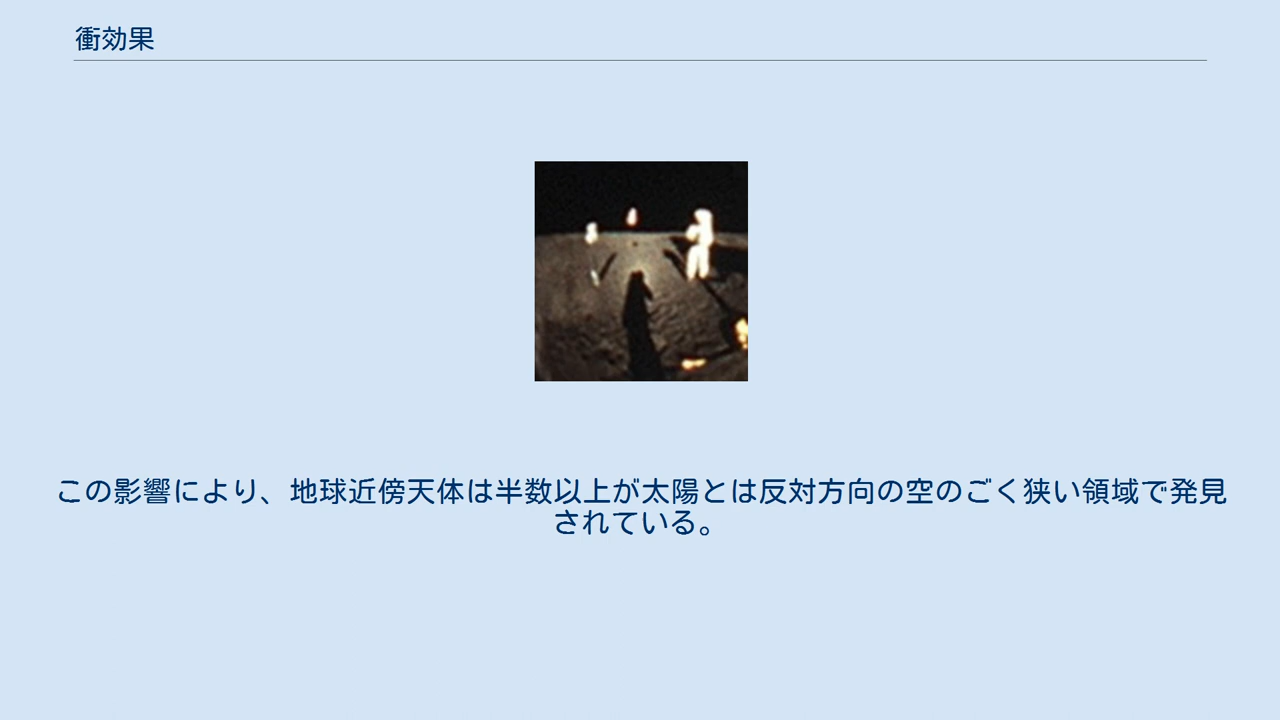 衝効果
この影響により、地球近傍天体は半数以上が太陽とは反対方向の空のごく狭い領域で発見
されている。